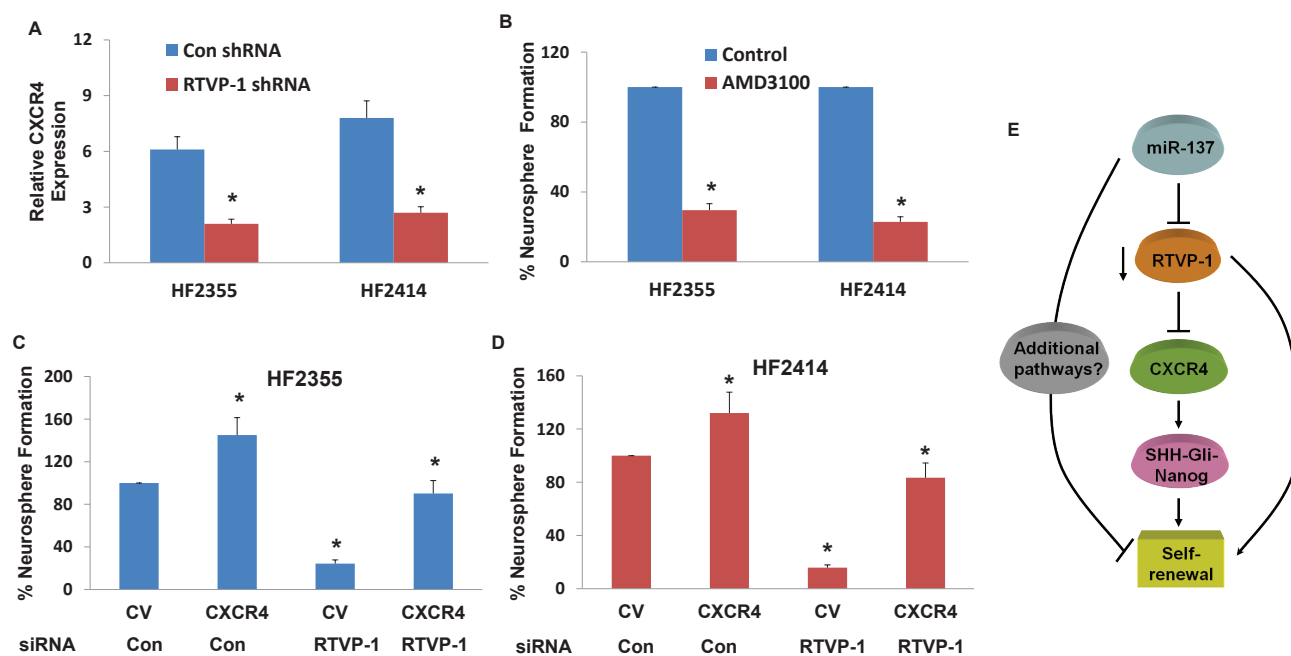 A
Relative CXCR4
Expression
12
9
6
3
0
Con shRNA
RTVP-1 shRNA
*
*
HF2355
HF2414
B
% Neurosphere Formation
120
80
40
0
Control
AMD3100
*
*
HF2355
HF2414
C
% Neurosphere Formation
HF2355
200
160
120
80
40
0
*
*
*
CV CXCR4 CV CXCR4
siRNA Con Con RTVP-1 RTVP-1
D
% Neurosphere Formation
HF2414
160
120
80
40
0
*
*
*
CV CXCR4 CV CXCR4
siRNA Con Con RTVP-1 RTVP-1
E
miR-137
RTVP-1
Additional
pathways?
CXCR4
SHH-Gli-
Nanog
Self-
renewal